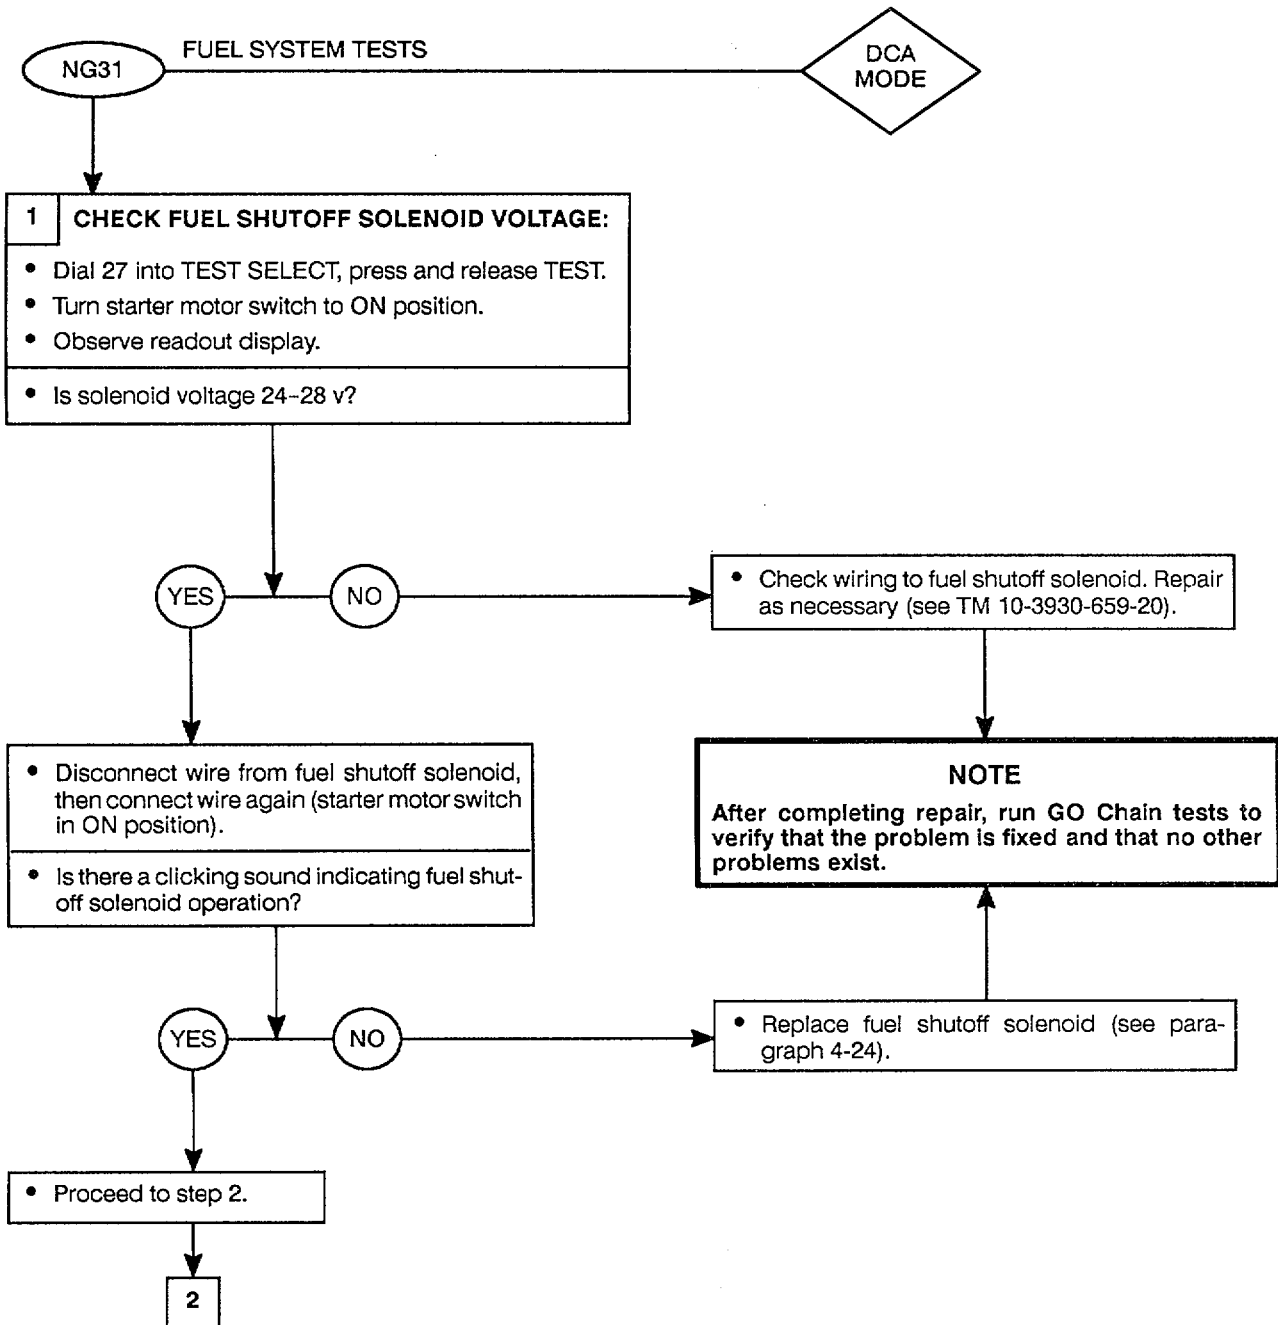 NG31
FUEL SYSTEM TESTS
DCA
MODE
1
CHECK FUEL SHUTOFF SOLENOID VOLTAGE:
• Dial 27 into TEST SELECT, press and release TEST.
• Turn starter motor switch to ON position.
• Observe readout display.
• Is solenoid voltage 24–28 v?
YES
NO
• Check wiring to fuel shutoff solenoid. Repair
as necessary (see TM 10-3930-659-20).
• Disconnect wire from fuel shutoff solenoid,
then connect wire again (starter motor switch
in ON position).
• Is there a clicking sound indicating fuel shut-
off solenoid operation?
NOTE
After completing repair, run GO Chain tests to
verify that the problem is fixed and that no other
problems exist.
YES
NO
• Replace fuel shutoff solenoid (see para-
graph 4-24).
• Proceed to step 2.
2